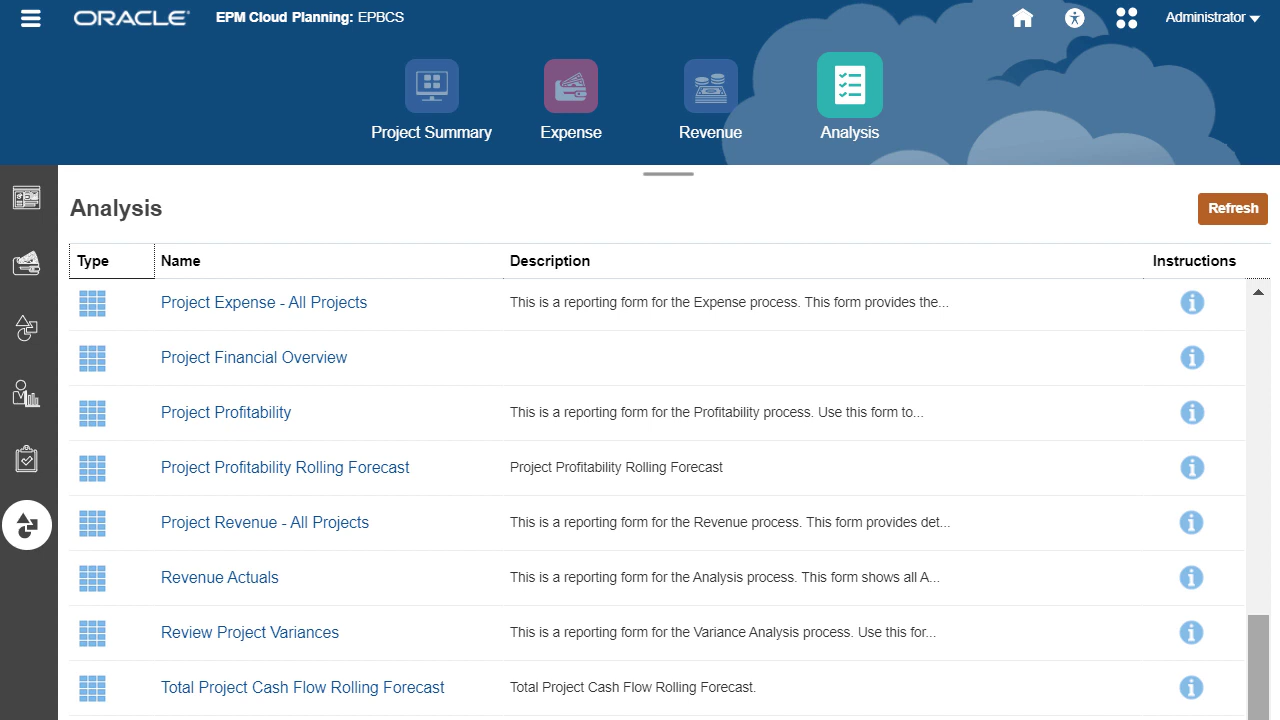 ORACLE EPM Cloud Planning: EPBCS Administrator
Project Summary Expense Revenue Analysis
Analysis Refresh
Type Name Description Instructions
Project Expense - All Projects This is a reporting form for the Expense process. This form provides the...
Project Financial Overview
Project Profitability This is a reporting form for the Profitability process. Use this form to...
Project Profitability Rolling Forecast Project Profitability Rolling Forecast
Project Revenue - All Projects This is a reporting form for the Revenue process. This form provides det...
Revenue Actuals This is a reporting form for the Analysis process. This form shows all A...
Review Project Variances This is a reporting form for the Variance Analysis process. Use this for...
Total Project Cash Flow Rolling Forecast Total Project Cash Flow Rolling Forecast.